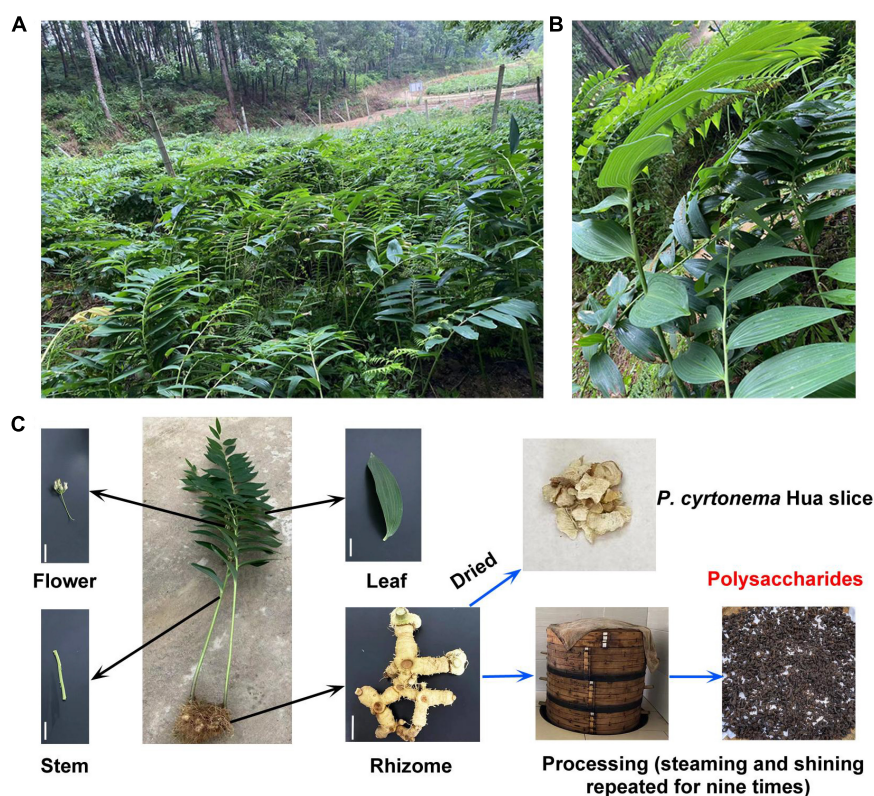 A
B
C
Flower
Leaf
Dried
P. cyrtonema Hua slice
Polysaccharides
Stem
Rhizome
Processing (steaming and shining
repeated for nine times)